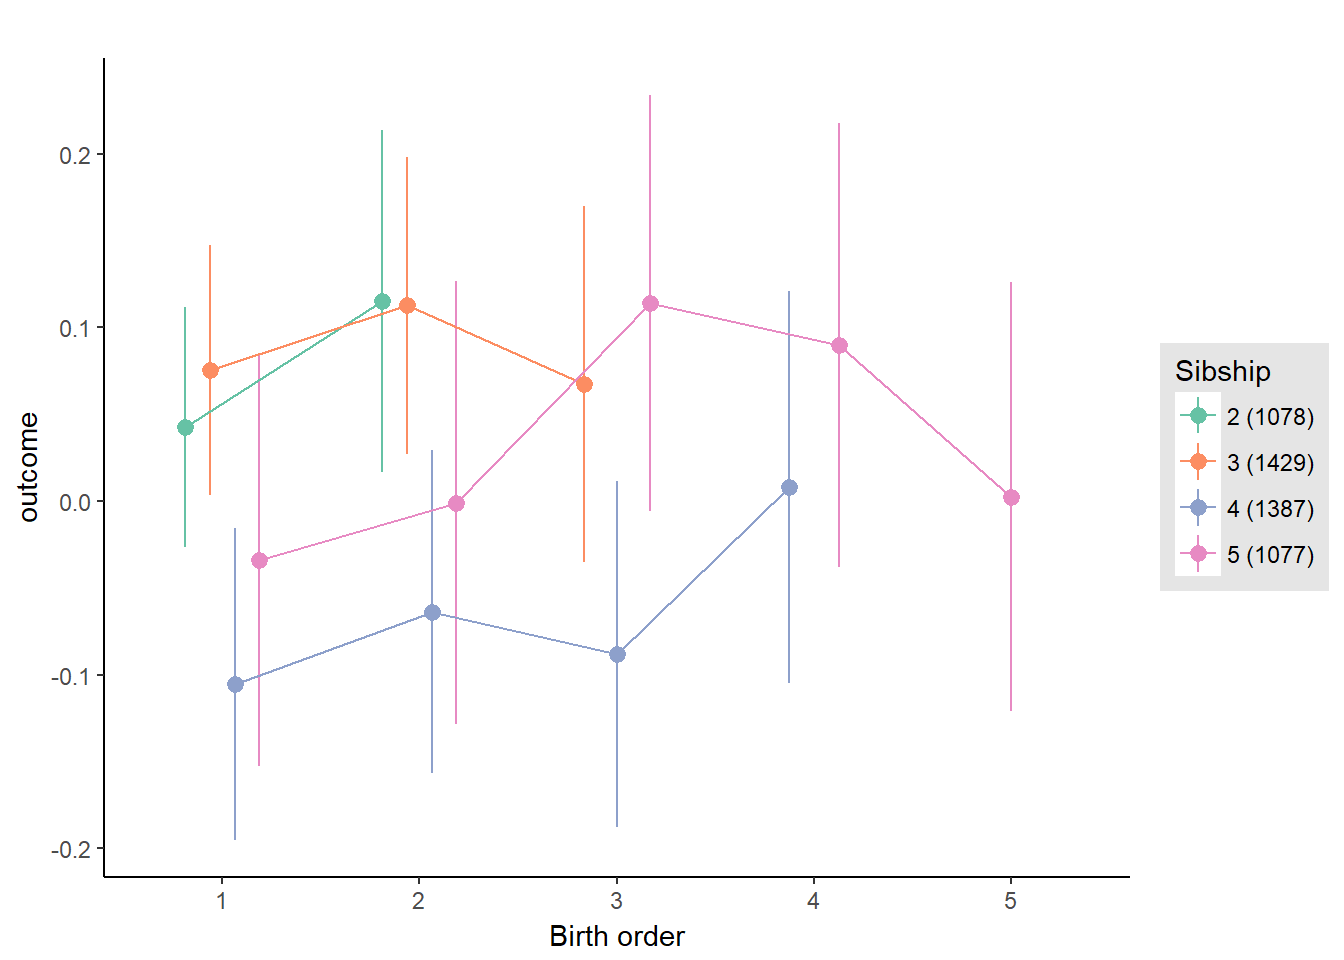 0.2
0.1
0.0
-0.1
-0.2
outcome
1 2 3 4 5
Birth order
Sibship
2 (1078)
3 (1429)
4 (1387)
5 (1077)